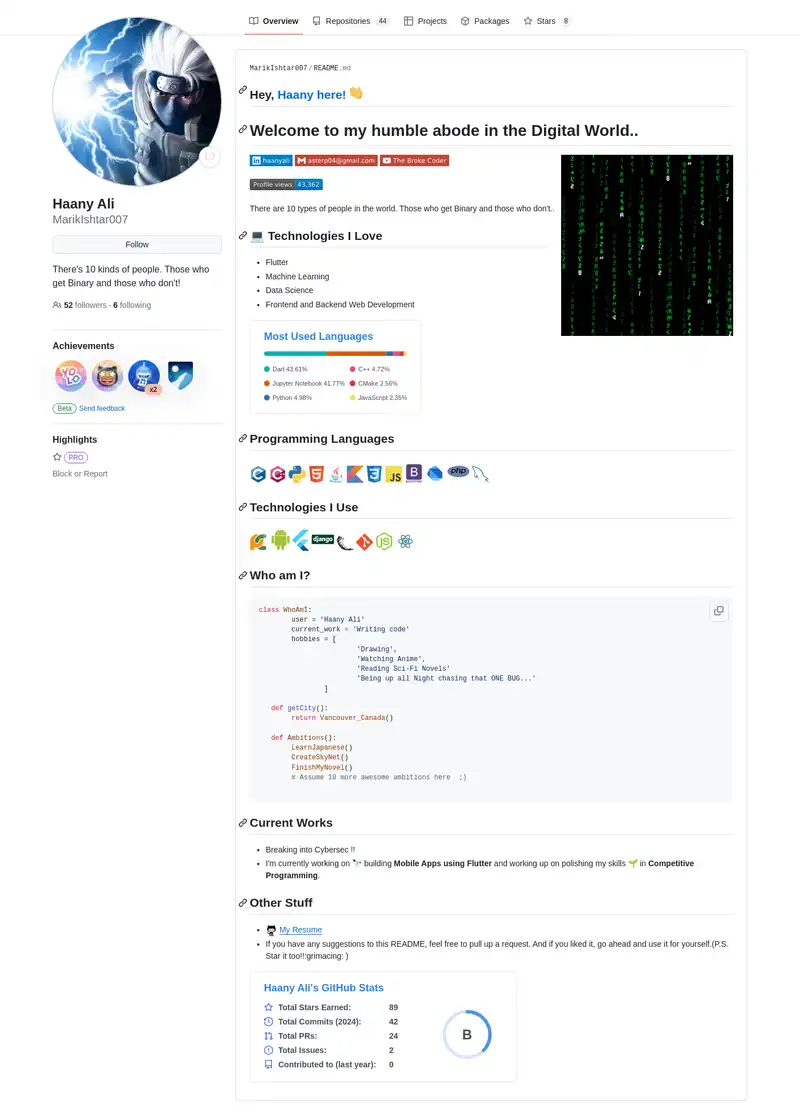 Overview
Repositories 44
Projects
Packages
Stars 8
Haany Ali
MarikIshtar007
Follow
There's 10 kinds of people. Those who
get Binary and those who don't!
52 followers · 6 following
Achievements
YOLO
x2
Beta Send feedback
Highlights
PRO
Block or Report
MarikIshtar007/README.md
Hey, Haany here! 👋
Welcome to my humble abode in the Digital World..
in haanyali
asterp04@gmail.com
The Broke Coder
Profile views 43,362
There are 10 types of people in the world. Those who get Binary and those who don't..
💻 Technologies I Love
• Flutter
• Machine Learning
• Data Science
• Frontend and Backend Web Development
Most Used Languages
Dart 43.61%
C++ 4.72%
Jupyter Notebook 41.77%
CMake 2.56%
Python 4.98%
JavaScript 2.35%
Programming Languages
JS
B
php
Technologies I Use
django
Who am I?
class WhoAmI:
user = 'Haany Ali'
current_work = 'Writing code'
hobbies = [
'Drawing',
'Watching Anime',
'Reading Sci-Fi Novels'
'Being up all Night chasing that ONE BUG...'
]
def getCity():
return Vancouver_Canada()
def Ambitions():
LearnJapanese()
CreateSkyNet()
FinishMyNovel()
# Assume 10 more awesome ambitions here ;)
Current Works
• Breaking into Cybersec !!
• I'm currently working on 🔭 building Mobile Apps using Flutter and working up on polishing my skills 🌱 in Competitive
Programming.
Other Stuff
• My Resume
• If you have any suggestions to this README, feel free to pull up a request. And if you liked it, go ahead and use it for yourself.(P.S.
Star it too!!:grimacing: )
Haany Ali's GitHub Stats
Total Stars Earned: 89
Total Commits (2024): 42
Total PRs: 24
Total Issues: 2
Contributed to (last year): 0
B